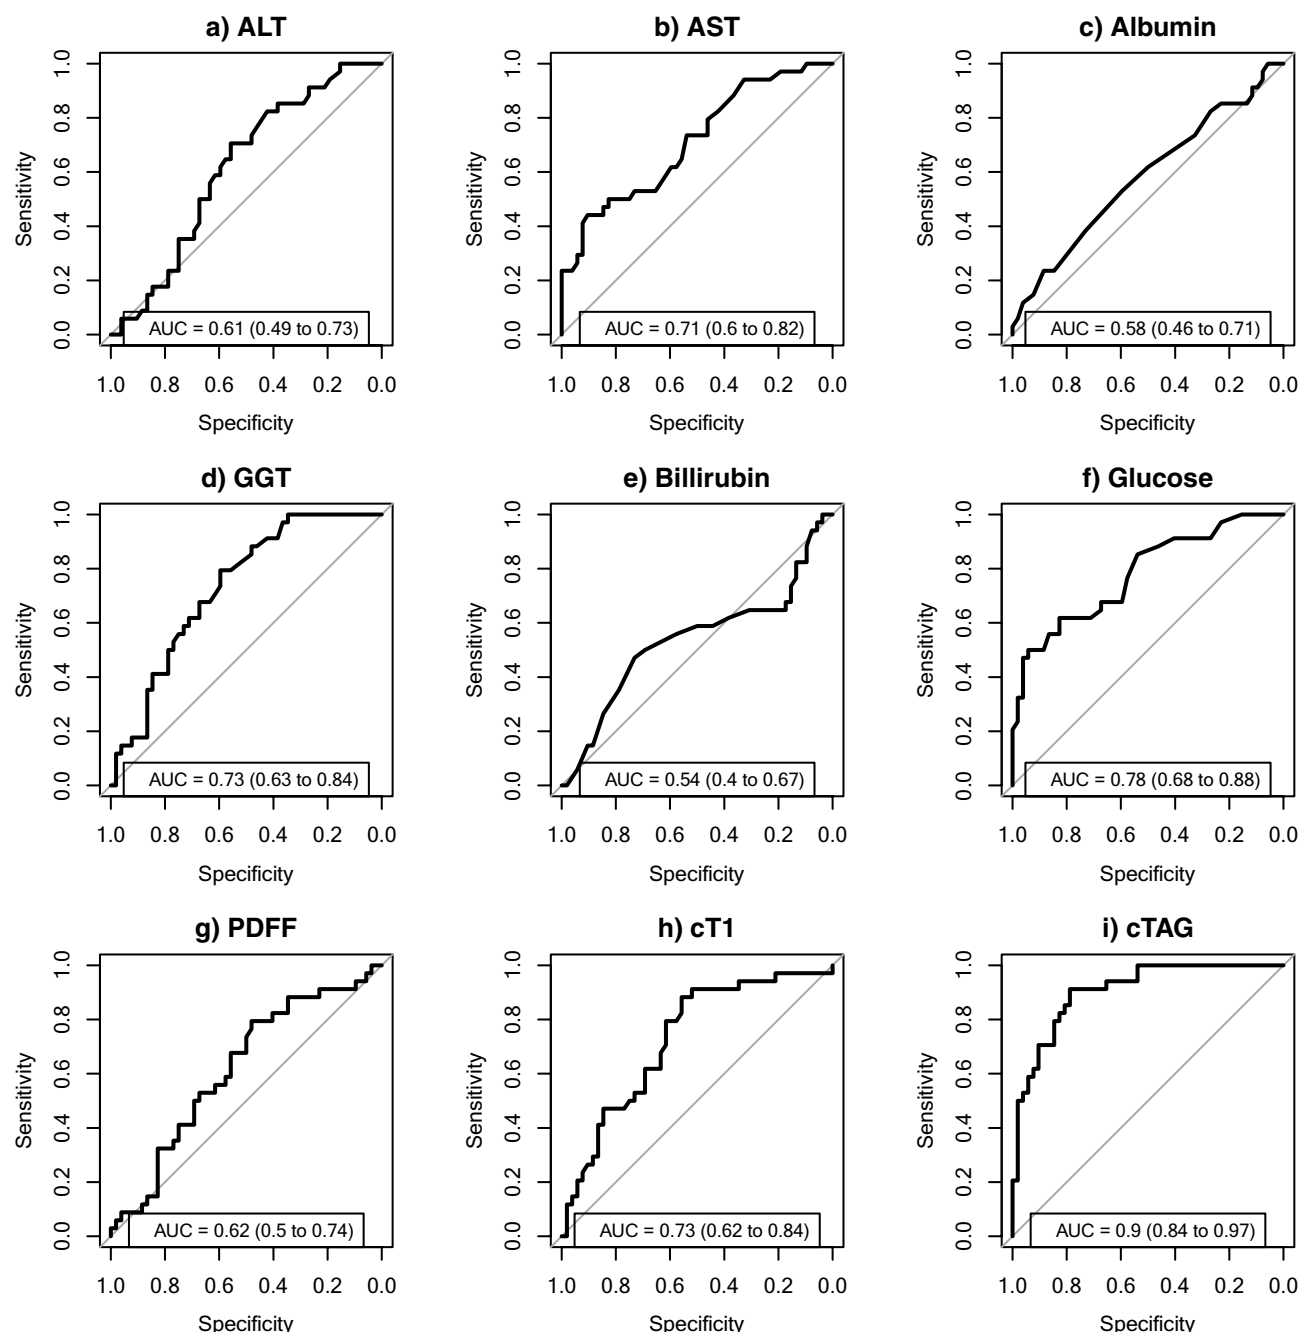 a) ALT
b) AST
c) Albumin
Sensitivity
0.0 0.2 0.4 0.6 0.8 1.0
AUC = 0.61 (0.49 to 0.73)
1.0 0.8 0.6 0.4 0.2 0.0
Specificity
Sensitivity
0.0 0.2 0.4 0.6 0.8 1.0
AUC = 0.71 (0.6 to 0.82)
1.0 0.8 0.6 0.4 0.2 0.0
Specificity
Sensitivity
0.0 0.2 0.4 0.6 0.8 1.0
AUC = 0.58 (0.46 to 0.71)
1.0 0.8 0.6 0.4 0.2 0.0
Specificity
d) GGT
e) Billirubin
f) Glucose
Sensitivity
0.0 0.2 0.4 0.6 0.8 1.0
AUC = 0.73 (0.63 to 0.84)
1.0 0.8 0.6 0.4 0.2 0.0
Specificity
Sensitivity
0.0 0.2 0.4 0.6 0.8 1.0
AUC = 0.54 (0.4 to 0.67)
1.0 0.8 0.6 0.4 0.2 0.0
Specificity
Sensitivity
0.0 0.2 0.4 0.6 0.8 1.0
AUC = 0.78 (0.68 to 0.88)
1.0 0.8 0.6 0.4 0.2 0.0
Specificity
g) PDFF
h) cT1
i) cTAG
Sensitivity
0.0 0.2 0.4 0.6 0.8 1.0
AUC = 0.62 (0.5 to 0.74)
1.0 0.8 0.6 0.4 0.2 0.0
Specificity
Sensitivity
0.0 0.2 0.4 0.6 0.8 1.0
AUC = 0.73 (0.62 to 0.84)
1.0 0.8 0.6 0.4 0.2 0.0
Specificity
Sensitivity
0.0 0.2 0.4 0.6 0.8 1.0
AUC = 0.9 (0.84 to 0.97)
1.0 0.8 0.6 0.4 0.2 0.0
Specificity